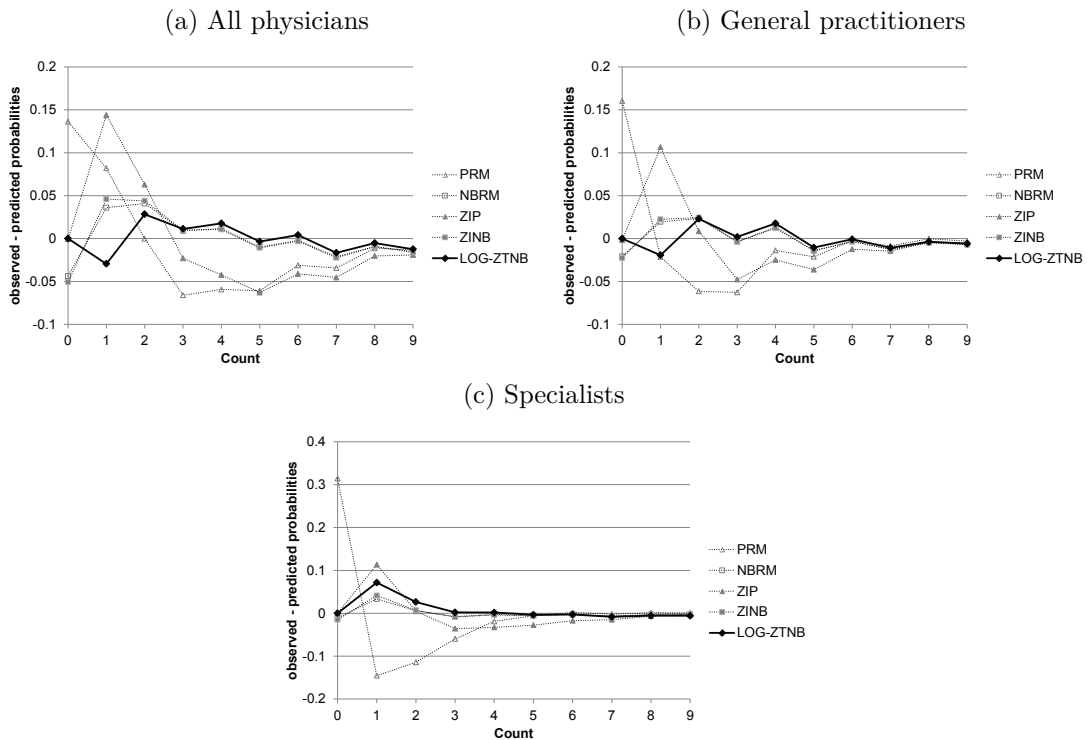 (a) All physicians
0.2
0.15
0.1
0.05
0
-0.05
-0.1
observed - predicted probabilities
0 1 2 3 4 5 6 7 8 9
Count
PRM
NBRM
ZIP
ZINB
LOG-ZTNB
(b) General practitioners
0.2
0.15
0.1
0.05
0
-0.05
-0.1
observed - predicted probabilities
0 1 2 3 4 5 6 7 8 9
Count
PRM
NBRM
ZIP
ZINB
LOG-ZTNB
(c) Specialists
0.4
0.3
0.2
0.1
0
-0.1
-0.2
observed - predicted probabilities
0 1 2 3 4 5 6 7 8 9
Count
PRM
NBRM
ZIP
ZINB
LOG-ZTNB